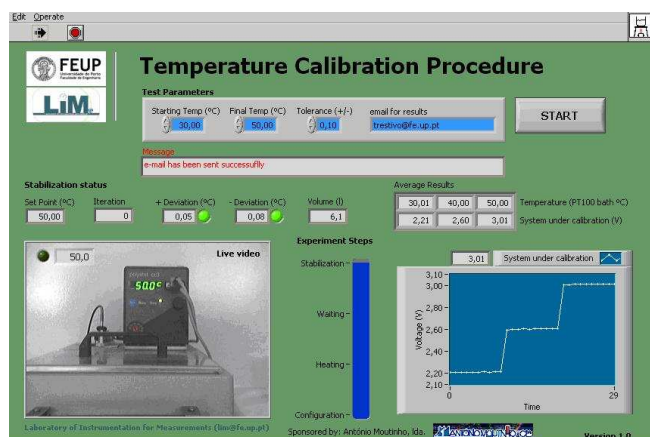 Edit Operate
FEUP
Universidade do Porto
Faculdade de Engenharia
LiM
Temperature Calibration Procedure
Test Parameters
Starting Temp (ºC) Final Temp (ºC) Tolerance (+/-) email for results
30,00 50,00 0,10 trestivo@fe.up.pt
START
Message
e-mail has been sent successuflly
Stabilization status
Set Point (ºC) Iteration + Deviation (ºC) - Deviation (ºC) Volume (l)
50,00 0 0,05 0,08 6,1
Average Results
30,01 40,00 50,00 Temperature (PT100 bath ºC)
2,21 2,60 3,01 System under calibration (V)
50,0 Live video
50.0°C
Laboratory of Instrumentation for Measurements (lim@fe.up.pt)
Experiment Steps
Stabilization
Waiting
Heating
Configuration
3,01 System under calibration
Voltage (V)
3,10
3,00
2,80
2,60
2,40
2,20
2,10
0 29
Time
Sponsored by: António Moutinho, lda.
Version 1.0